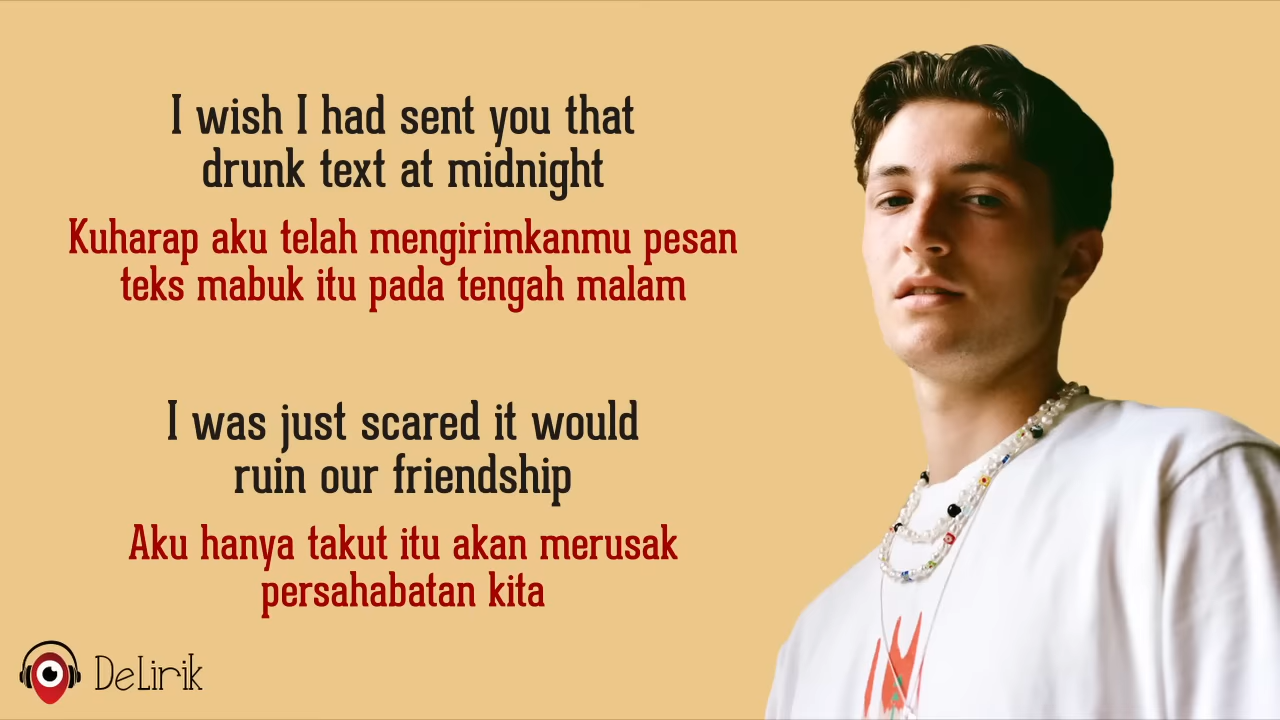 I wish I had sent you that
drunk text at midnight
Kuharap aku telah mengirimkanmu pesan
teks mabuk itu pada tengah malam
I was just scared it would
ruin our friendship
Aku hanya takut itu akan merusak
persahabatan kita
DeLirik